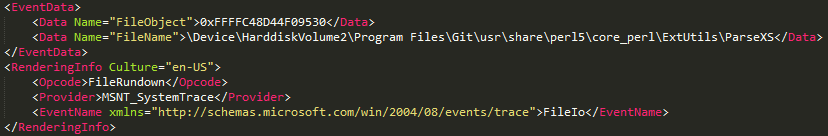 <EventData>
    <Data Name="FileObject">0xFFFFC48D44F09530</Data>
    <Data Name="FileName">\Device\HarddiskVolume2\Program Files\Git\usr\share\perl5\core_perl\ExtUtils\ParseXS</Data>
</EventData>
<RenderingInfo Culture="en-US">
    <Opcode>FileRundown</Opcode>
    <Provider>MSNT_SystemTrace</Provider>
    <EventName xmlns="http://schemas.microsoft.com/win/2004/08/events/trace">FileIo</EventName>
</RenderingInfo>